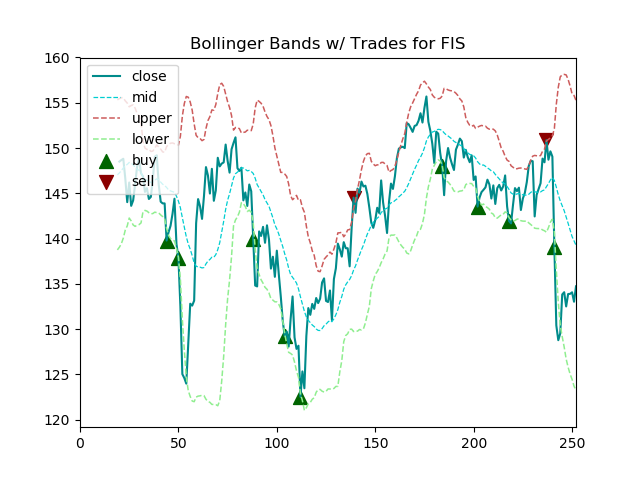 Bollinger Bands w/ Trades for FIS
160
155
150
145
140
135
130
125
120
close
mid
upper
lower
buy
sell
0 50 100 150 200 250